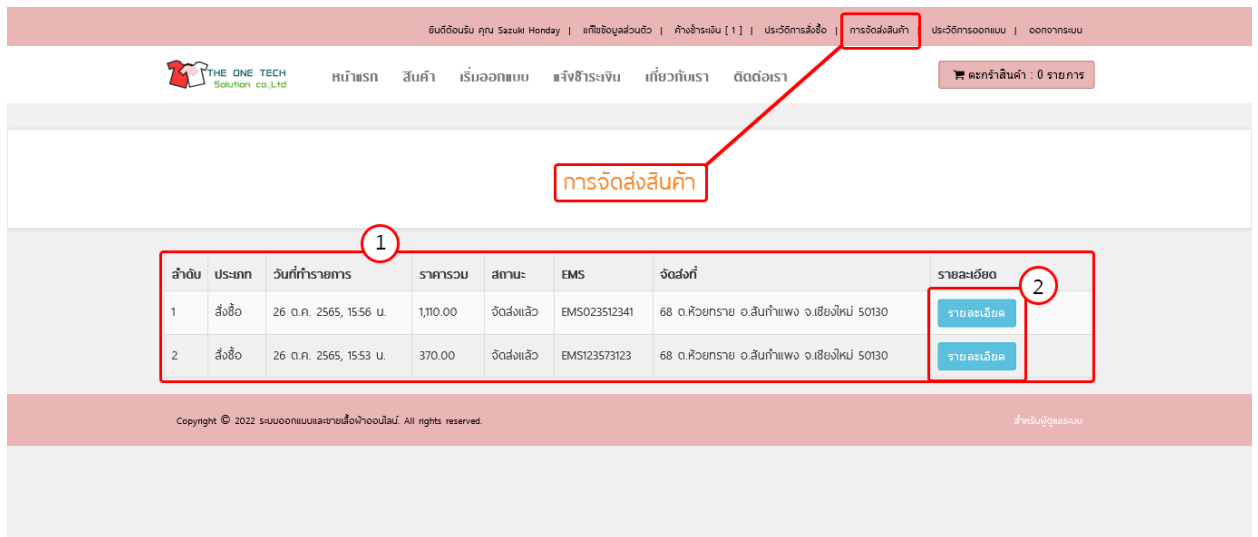 ยินดีต้อนรับ คุณ Sazuki Honday | แก้ไขข้อมูลส่วนตัว | ค้างชำระเงิน [ 1 ] | ประวัติการสั่งซื้อ | การจัดส่งสินค้า | ประวัติการออกแบบ | ออกจากระบบ
THE ONE TECH
Solution co.,Ltd
หน้าแรก สินค้า เริ่มออกแบบ แจ้งชำระเงิน เกี่ยวกับเรา ติดต่อเรา
ตะกร้าสินค้า : 0 รายการ
การจัดส่งสินค้า
1
ลำดับ ประเภท วันที่ทำรายการ ราคารวม สถานะ EMS จัดส่งที่ รายละเอียด
2
1 สั่งซื้อ 26 ต.ค. 2565, 15:56 น. 1,110.00 จัดส่งแล้ว EMS023512341 68 ต.ห้วยทราย อ.สันกำแพง จ.เชียงใหม่ 50130 รายละเอียด
2 สั่งซื้อ 26 ต.ค. 2565, 15:53 น. 370.00 จัดส่งแล้ว EMS123573123 68 ต.ห้วยทราย อ.สันกำแพง จ.เชียงใหม่ 50130 รายละเอียด
Copyright © 2022 ระบบออกแบบและขายเสื้อผ้าออนไลน์. All rights reserved. สำหรับผู้ดูแลระบบ